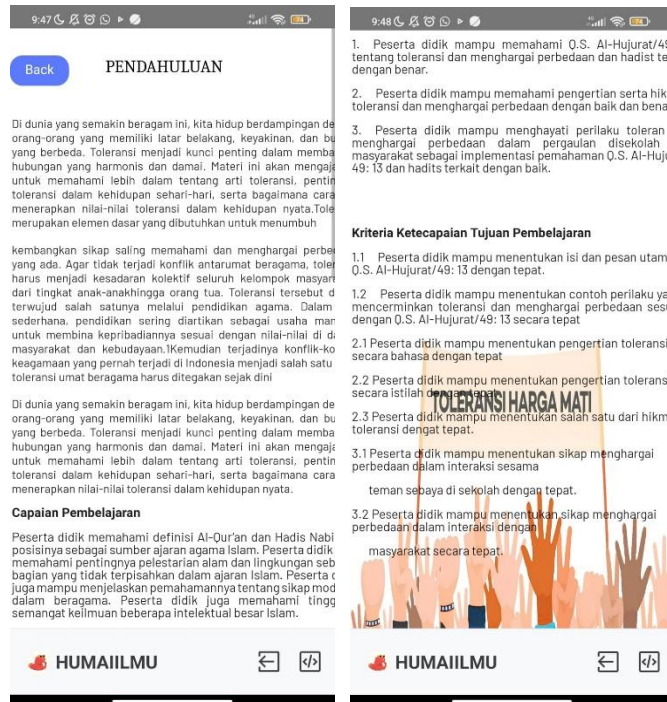 9:47
74
Back
PENDAHULUAN
Di dunia yang semakin beragam ini, kita hidup berdampingan de
orang-orang yang memiliki latar belakang, keyakinan, dan bu
yang berbeda. Toleransi menjadi kunci penting dalam memba
hubungan yang harmonis dan damai. Materi ini akan mengaja
untuk memahami lebih dalam tentang arti toleransi, pentin
toleransi dalam kehidupan sehari-hari, serta bagaimana cara
menerapkan nilai-nilai toleransi dalam kehidupan nyata.Tole
merupakan elemen dasar yang dibutuhkan untuk menumbuh
kembangkan sikap saling memahami dan menghargai perbe
yang ada. Agar tidak terjadi konflik antarumat beragama, toler
harus menjadi kesadaran kolektif seluruh kelompok masyar
dari tingkat anak-anakhingga orang tua. Toleransi tersebut d
terwujud salah satunya melalui pendidikan agama. Dalam
sederhana, pendidikan sering diartikan sebagai usaha man
untuk membina kepribadiannya sesuai dengan nilai-nilai di da
masyarakat dan kebudayaan.1Kemudian terjadinya konflik-ko
keagamaan yang pernah terjadi di Indonesia menjadi salah satu
toleransi umat beragama harus ditegakan sejak dini
Di dunia yang semakin beragam ini, kita hidup berdampingan de
orang-orang yang memiliki latar belakang, keyakinan, dan bu
yang berbeda. Toleransi menjadi kunci penting dalam memba
hubungan yang harmonis dan damai. Materi ini akan mengaja
untuk memahami lebih dalam tentang arti toleransi, pentin
toleransi dalam kehidupan sehari-hari, serta bagaimana cara
menerapkan nilai-nilai toleransi dalam kehidupan nyata.
Capaian Pembelajaran
Peserta didik memahami definisi Al-Qur'an dan Hadis Nabi
posisinya sebagai sumber ajaran agama Islam. Peserta didik
memahami pentingnya pelestarian alam dan lingkungan seb
bagian yang tidak terpisahkan dalam ajaran Islam. Peserta d
juga mampu menjelaskan pemahamannya tentang sikap mod
dalam beragama. Peserta didik juga memahami tingg
semangat keilmuan beberapa intelektual besar Islam.
HUMAIILMU
9:48
1. Peserta didik mampu memahami Q.S. Al-Hujurat/49
tentang toleransi dan menghargai perbedaan dan hadist te
dengan benar.
2. Peserta didik mampu memahami pengertian serta hik
toleransi dan menghargai perbedaan dengan baik dan bena
3. Peserta didik mampu menghayati perilaku toleran
menghargai perbedaan dalam pergaulan disekolah
masyarakat sebagai implementasi pemahaman Q.S. Al-Huju
49: 13 dan hadits terkait dengan baik.
Kriteria Ketecapaian Tujuan Pembelajaran
1.1 Peserta didik mampu menentukan isi dan pesan utam
Q.S. Al-Hujurat/49: 13 dengan tepat.
1.2 Peserta didik mampu menentukan contoh perilaku ya
mencerminkan toleransi dan menghargai perbedaan sesu
dengan Q.S. Al-Hujurat/49: 13 secara tepat
2.1 Peserta didik mampu menentukan pengertian toleransi
secara bahasa dengan tepat
2.2 Peserta didik mampu menentukan pengertian toleransi
secara istilah dengan tepat.
TOLERANSI HARGA MATI
2.3 Peserta didik mampu menentukan salah satu dari hikm
toleransi dengat tepat.
3.1 Peserta didik mampu menentukan sikap menghargai
perbedaan dalam interaksi sesama
teman sebaya di sekolah dengan tepat.
3.2 Peserta didik mampu menentukan sikap menghargai
perbedaan dalam interaksi dengan
masyarakat secara tepat.
HUMAIILMU